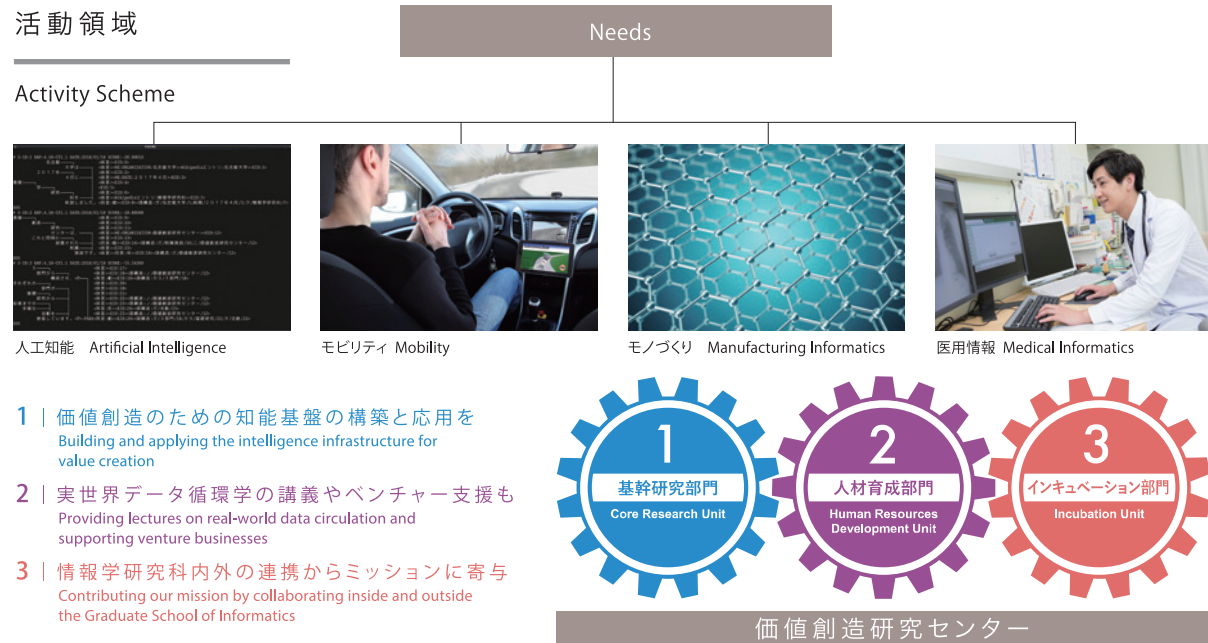 活動領域
Activity Scheme
Needs
人工知能 Artificial Intelligence
モビリティ Mobility
モノづくり Manufacturing Informatics
医用情報 Medical Informatics
1 | 価値創造のための知能基盤の構築と応用を
Building and applying the intelligence infrastructure for
value creation
2 | 実世界データ循環学の講義やベンチャー支援も
Providing lectures on real-world data circulation and
supporting venture businesses
3 | 情報学研究科内外の連携からミッションに寄与
Contributing our mission by collaborating inside and outside
the Graduate School of Informatics
1
基幹研究部門
Core Research Unit
2
人材育成部門
Human Resources
Development Unit
3
インキュベーション部門
Incubation Unit
価値創造研究センター